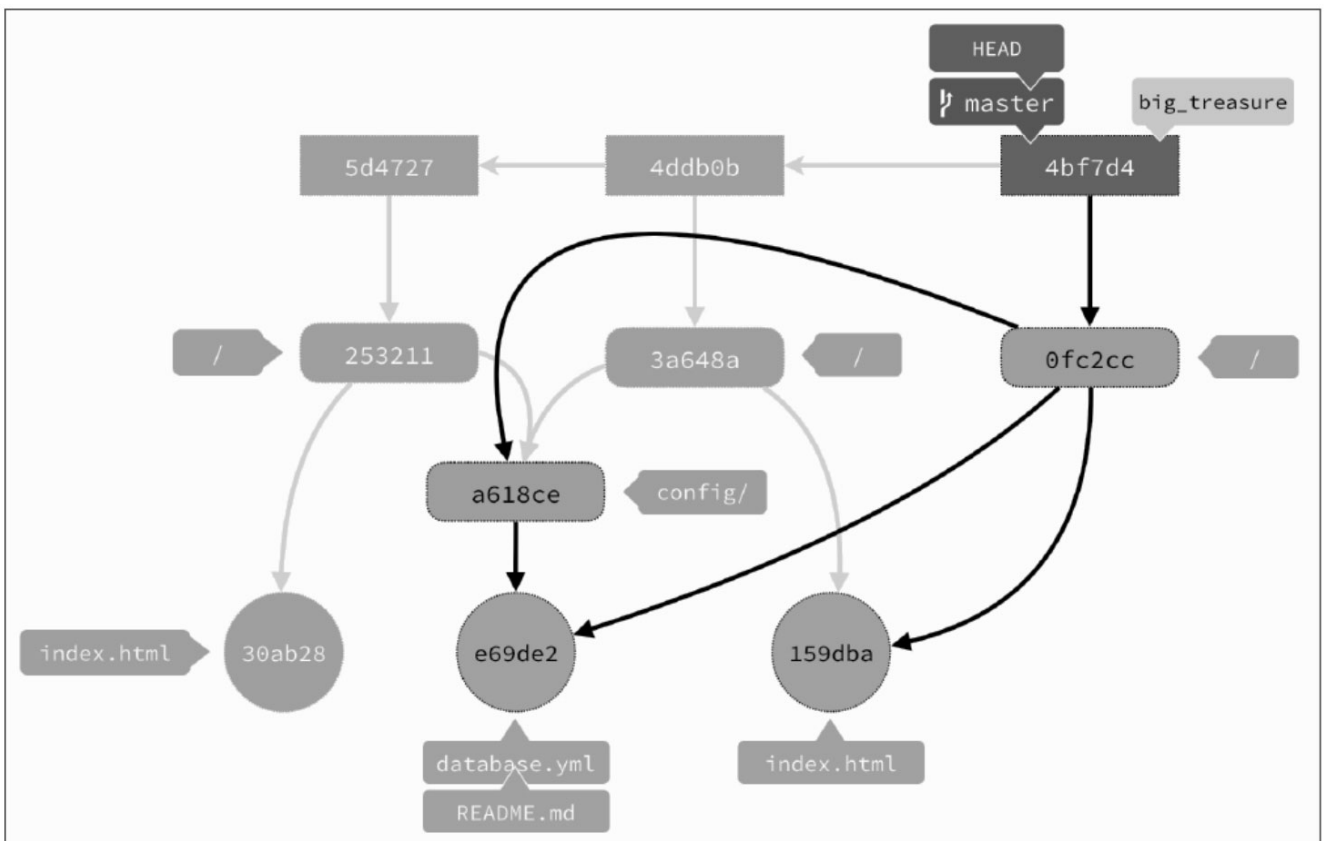 HEAD
master
big_treasure
5d4727
4ddb0b
4bf7d4
/
253211
3a648a
/
0fc2cc
/
a618ce
config/
index.html
30ab28
e69de2
159dba
database.yml
index.html
README.md